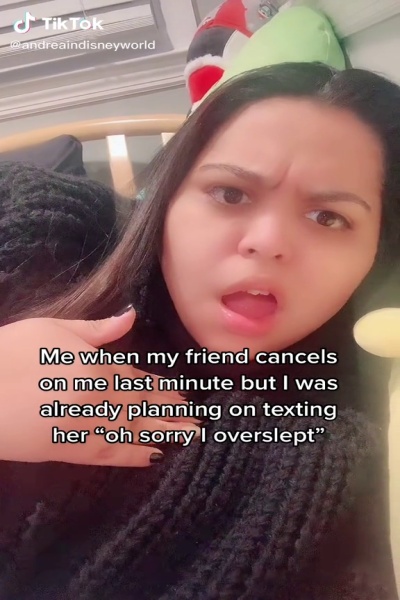 TikTok
@andreaindisneyworld
Me when my friend cancels
on me last minute but I was
already planning on texting
her “oh sorry I overslept”